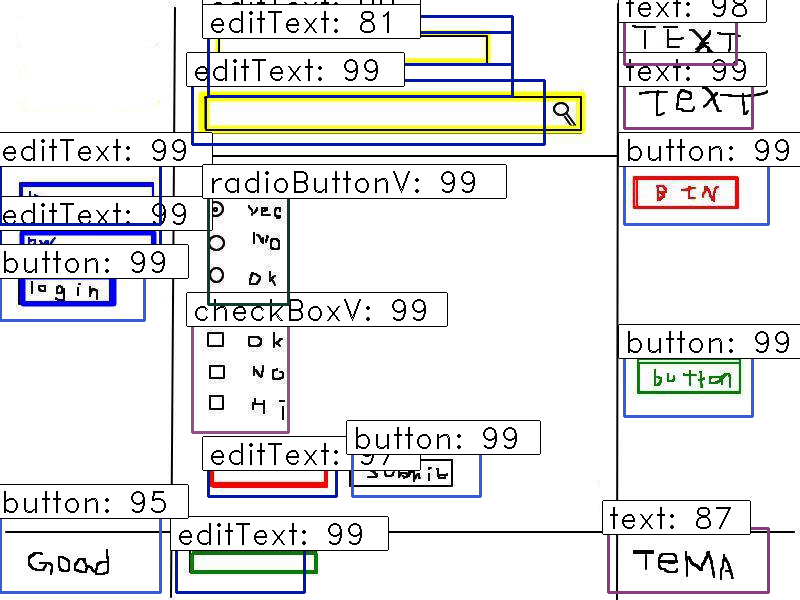 editText: 81
text: 98
TEXT
editText: 99
text: 99
TEXT
editText: 99
button: 99
radioButtonV: 99
BTN
yes
editText: 99
NO
button: 99
login
OK
checkBoxV: 99
OK
button: 99
NO
button
HI
button: 99
editText: 97
submit
button: 95
editText: 99
text: 87
Good
TEMA